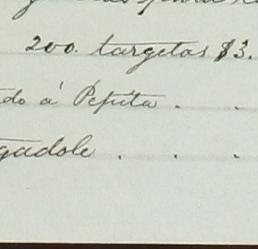 200. targetas $3.
do á Pepita . .
gadole . . .